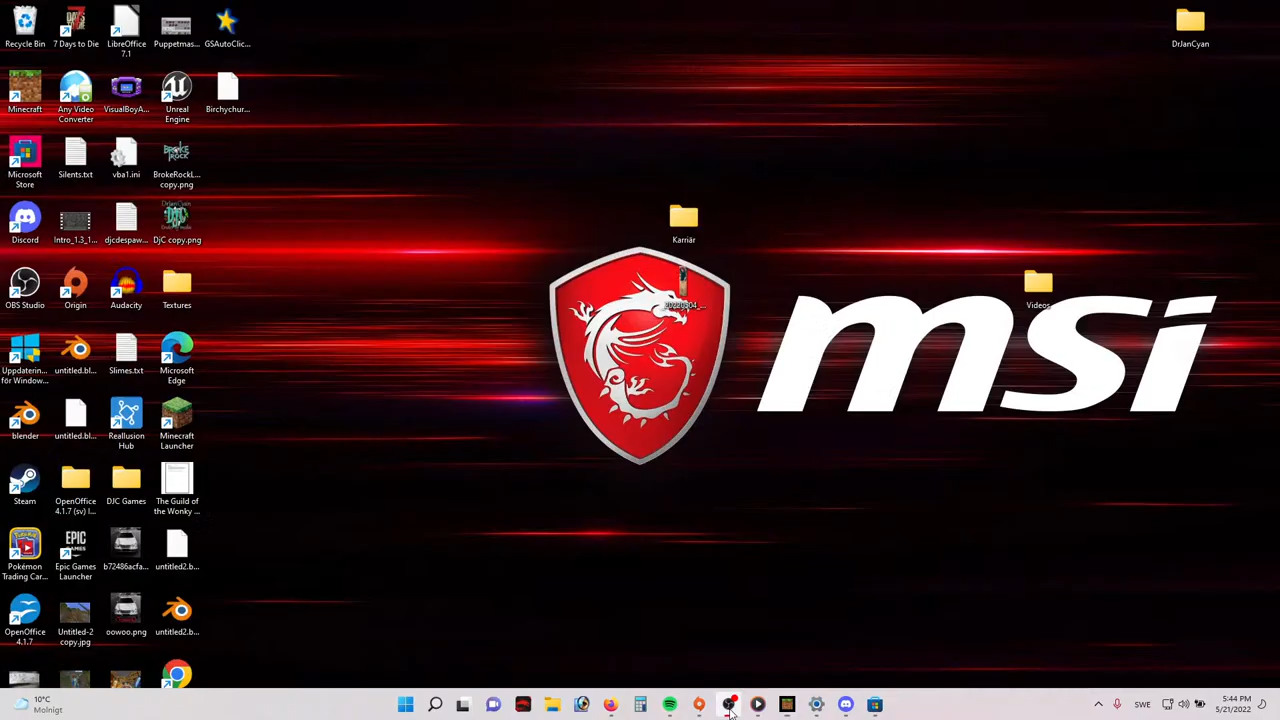 Recycle Bin
7 Days to Die
LibreOffice
7.1
Puppetmas...
GSAutoClic...
DrJanCyan
Minecraft
Any Video
Converter
VisualBoyA...
Unreal
Engine
Birchychur...
Microsoft
Store
Silents.txt
vba1.ini
BrokeRockL...
copy.png
Discord
Intro_1.3_1...
djcdespaw...
DjC copy.png
Karriär
OBS Studio
Origin
Audacity
Textures
Videos
msi
Uppdatering...
för Window...
untitled.bl...
Slimes.txt
Microsoft
Edge
blender
untitled.bl...
Reallusion
Hub
Minecraft
Launcher
Steam
OpenOffice
4.1.7 (sv) I...
DJC Games
The Guild of
the Wonky ...
EPIC
GAMES
Pokémon
Trading Car...
Epic Games
Launcher
b72486acfa...
untitled2.b...
OpenOffice
4.1.7
Untitled-2
copy.jpg
oowoo.png
untitled2.b...
10°C
Molnigt
SWE
5:44 PM
5/21/2022